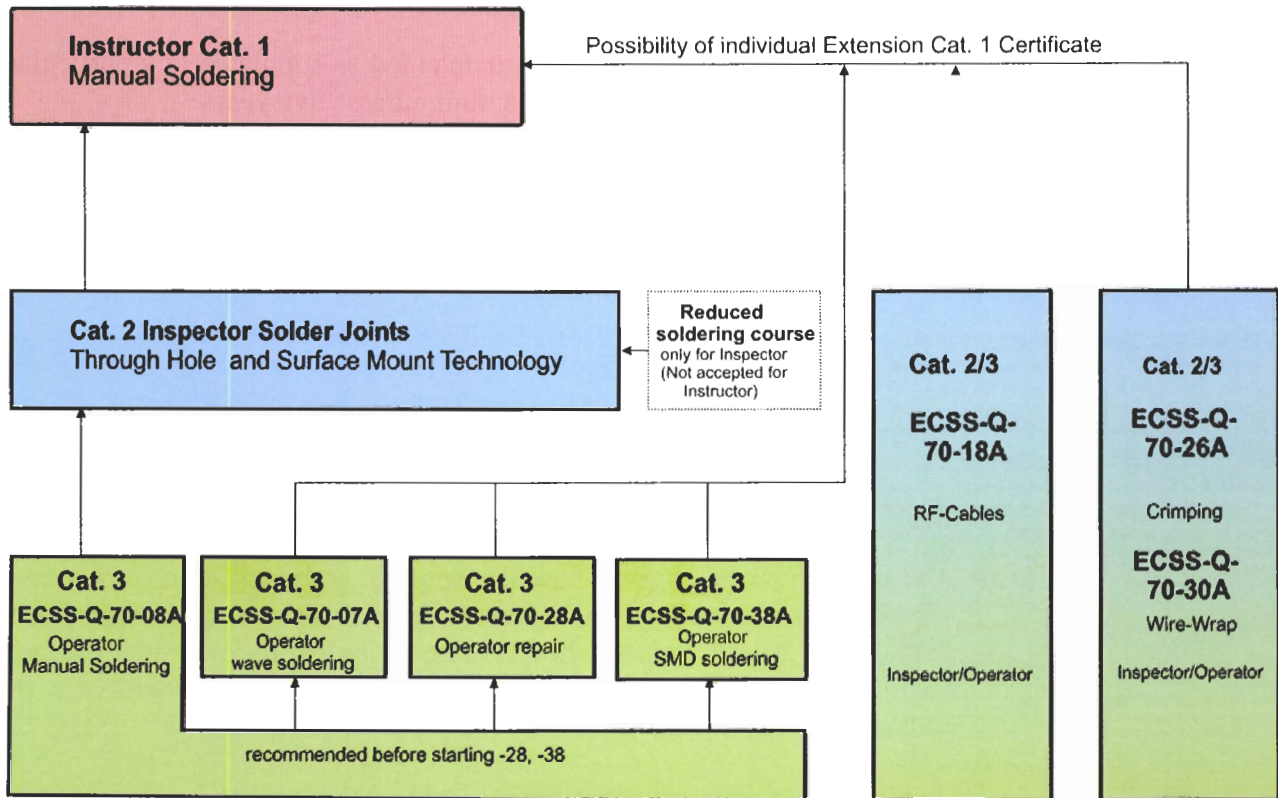 Instructor Cat. 1
Manual Soldering
Possibility of individual Extension Cat. 1 Certificate
Cat. 2 Inspector Solder Joints
Through Hole and Surface Mount Technology
Reduced
soldering course
only for Inspector
(Not accepted for
Instructor)
Cat. 2/3
ECSS-Q-
70-18A
RF-Cables
Inspector/Operator
Cat. 2/3
ECSS-Q-
70-26A
Crimping
ECSS-Q-
70-30A
Wire-Wrap
Inspector/Operator
Cat. 3
ECSS-Q-70-08A
Operator
Manual Soldering
Cat. 3
ECSS-Q-70-07A
Operator
wave soldering
Cat. 3
ECSS-Q-70-28A
Operator repair
Cat. 3
ECSS-Q-70-38A
Operator
SMD soldering
recommended before starting -28, -38